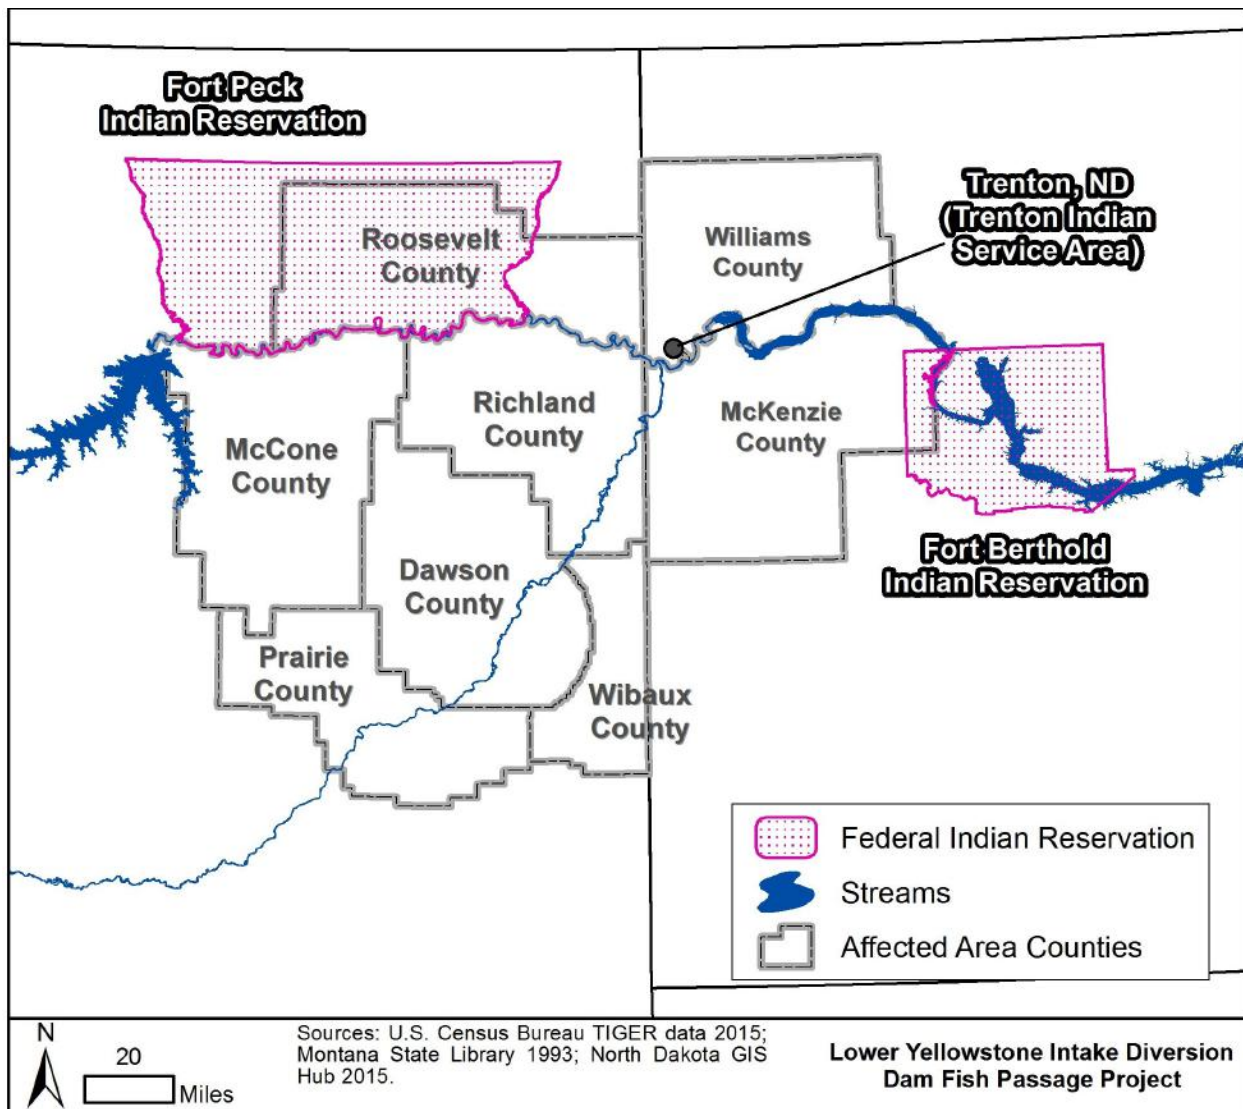 Fort Peck
Indian Reservation
Roosevelt
County
Williams
County
Trenton, ND
(Trenton Indian
Service Area)
McCone
County
Richland
County
McKenzie
County
Dawson
County
Fort Berthold
Indian Reservation
Prairie
County
Wibaux
County
Federal Indian Reservation
Streams
Affected Area Counties
N
20
Miles
Sources: U.S. Census Bureau TIGER data 2015;
Montana State Library 1993; North Dakota GIS
Hub 2015.
Lower Yellowstone Intake Diversion
Dam Fish Passage Project